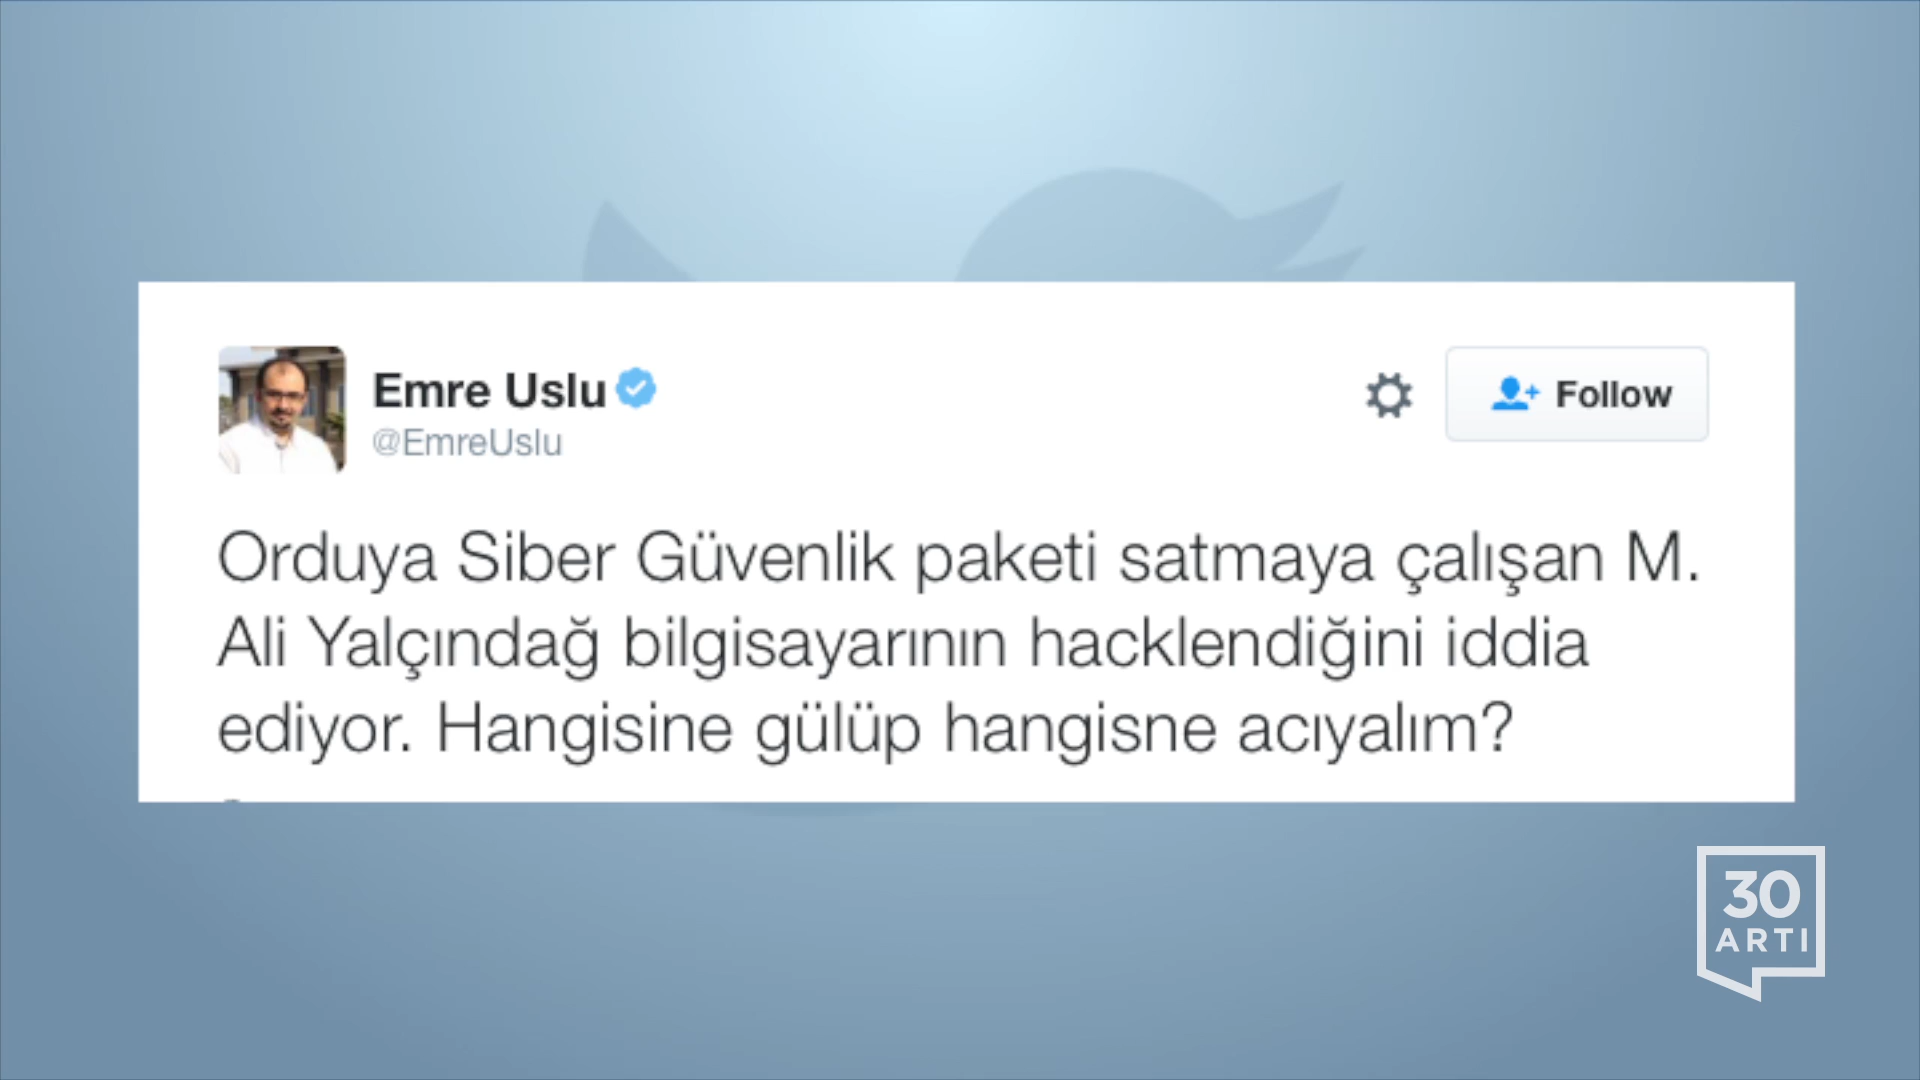 Emre Uslu
@EmreUslu
Follow
Orduya Siber Güvenlik paketi satmaya çalışan M.
Ali Yalçındağ bilgisayarının hacklendiğini iddia
ediyor. Hangisine gülüp hangisne acıyalım?
30
ARTI